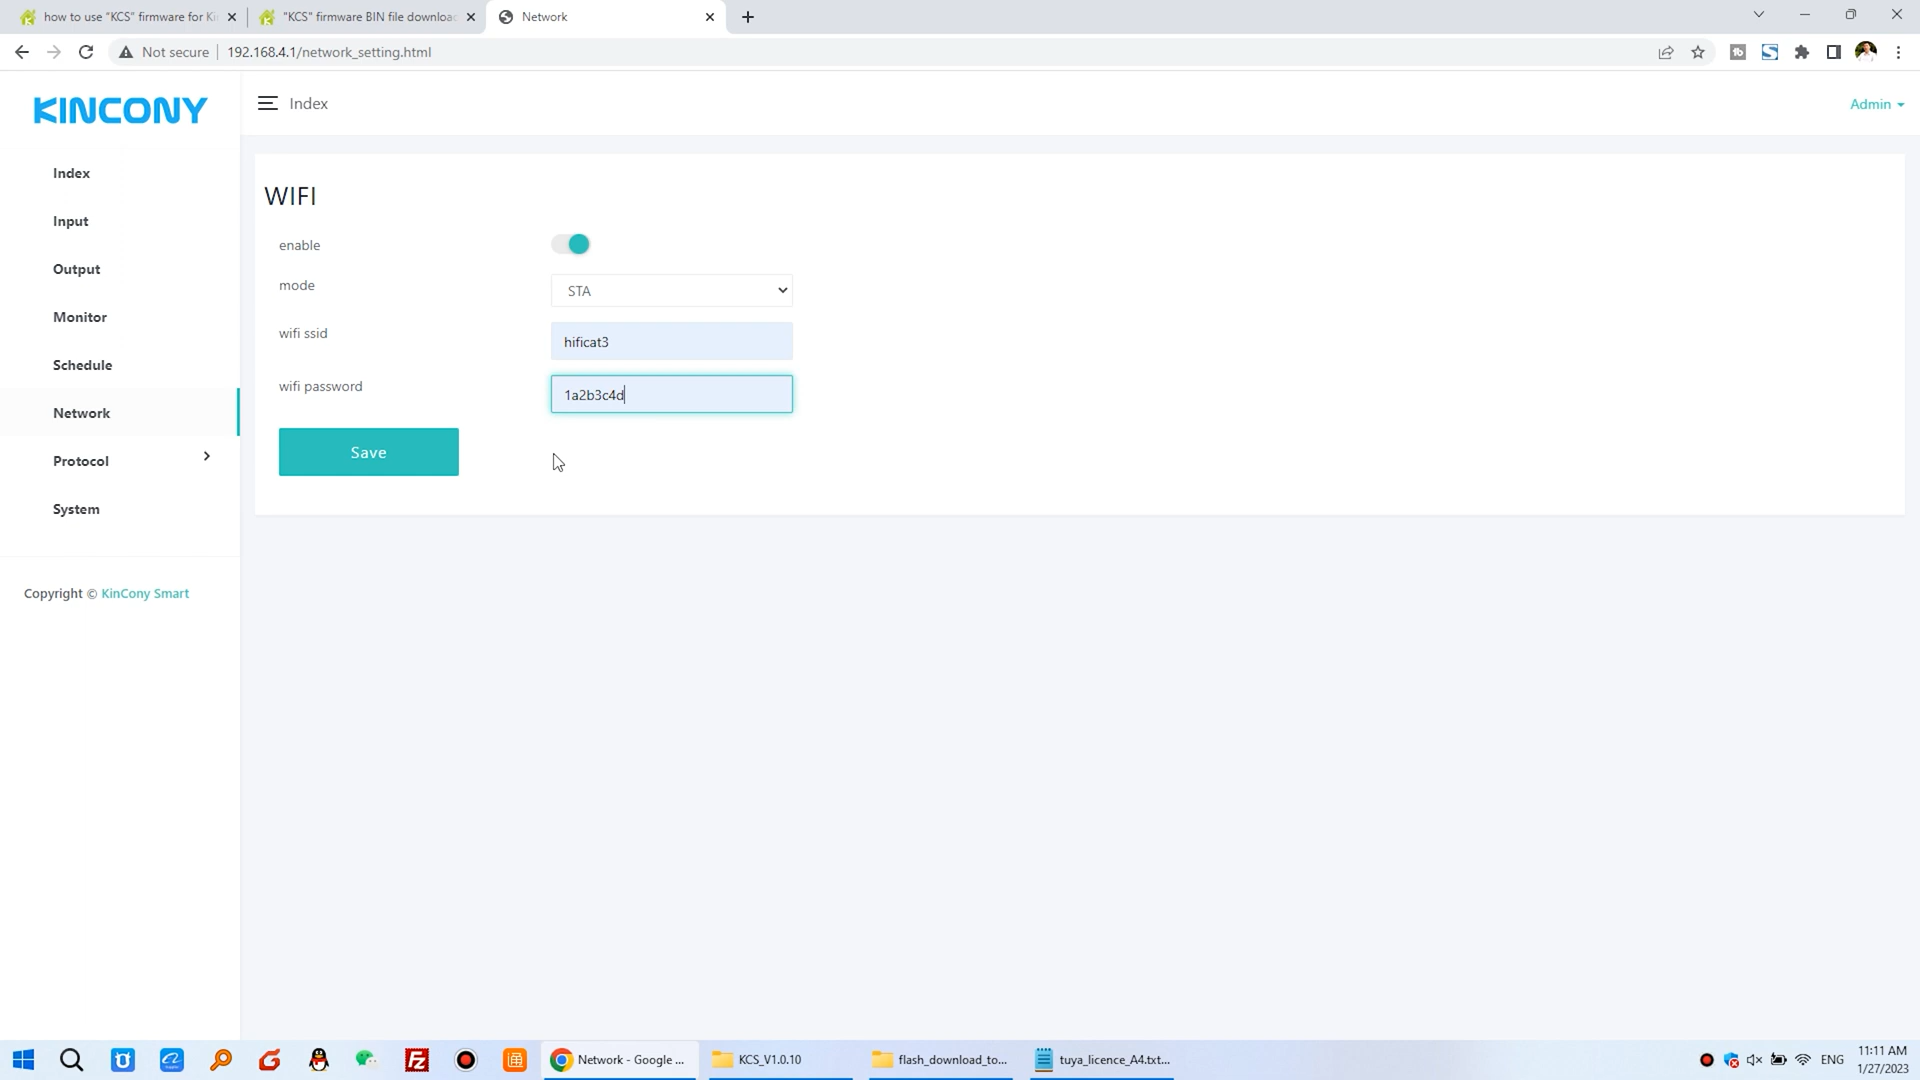 how to use "KCS" firmware for Ki
"KCS" firmware BIN file downloa
Network
Not secure
192.168.4.1/network_setting.html
KINCONY
Index
Admin
Index
Input
Output
Monitor
Schedule
Network
Protocol
System
Copyright © KinCony Smart
WIFI
enable
mode
STA
wifi ssid
hificat3
wifi password
1a2b3c4d
Save
Network - Google ...
KCS_V1.0.10
flash_download_to...
tuya_licence_A4.txt...
ENG
11:11 AM
1/27/2023